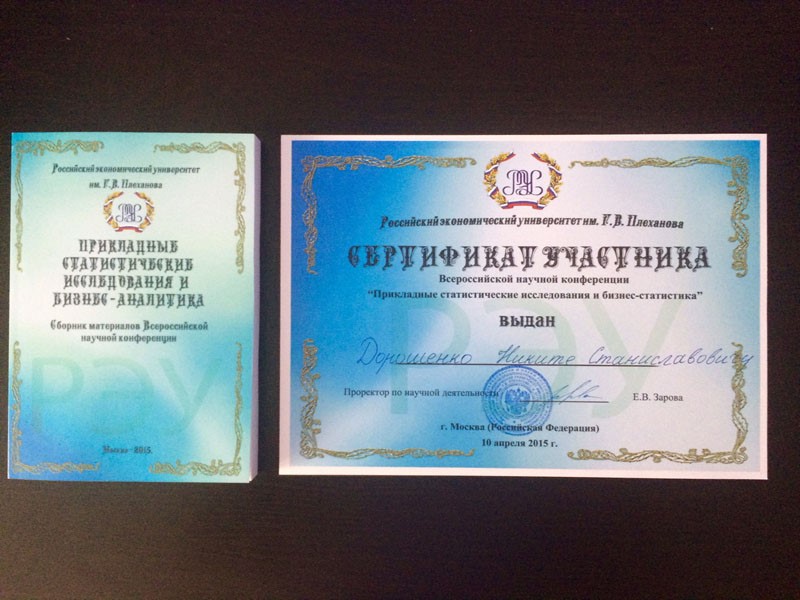 Российский экономический университет
им. Г. В. Плеханова
ПРИКЛАДНЫЕ
СТАТИСТИЧЕСКИЕ
ИССЛЕДОВАНИЯ И
БИЗНЕС-АНАЛИТИКА
Сборник материалов Всероссийской
научной конференции
РЭУ
Москва - 2015.
Российский экономический университет им. Г. В. Плеханова
СЕРТИФИКАТ УЧАСТНИКА
Всероссийской научной конференции
"Прикладные статистические исследования и бизнес-статистика"
выдан
Дорошенко Никите Станиславовичу
РЭУ
Проректор по научной деятельности Е.В. Зарова
г. Москва (Российская Федерация)
10 апреля 2015 г.